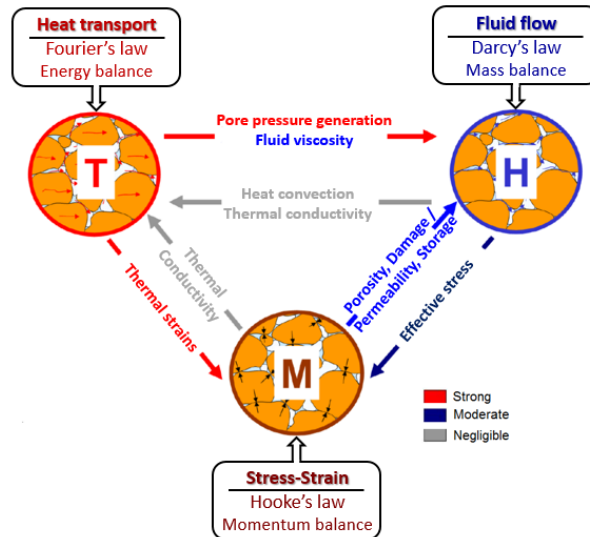 Heat transport
Fourier's law
Energy balance
Fluid flow
Darcy's law
Mass balance
Pore pressure generation
Fluid viscosity
T
H
Heat convection
Thermal conductivity
Thermal
Conductivity
Porosity, Damage /
Permeability, Storage
Thermal strains
Effective stress
M
Strong
Moderate
Negligible
Stress-Strain
Hooke's law
Momentum balance